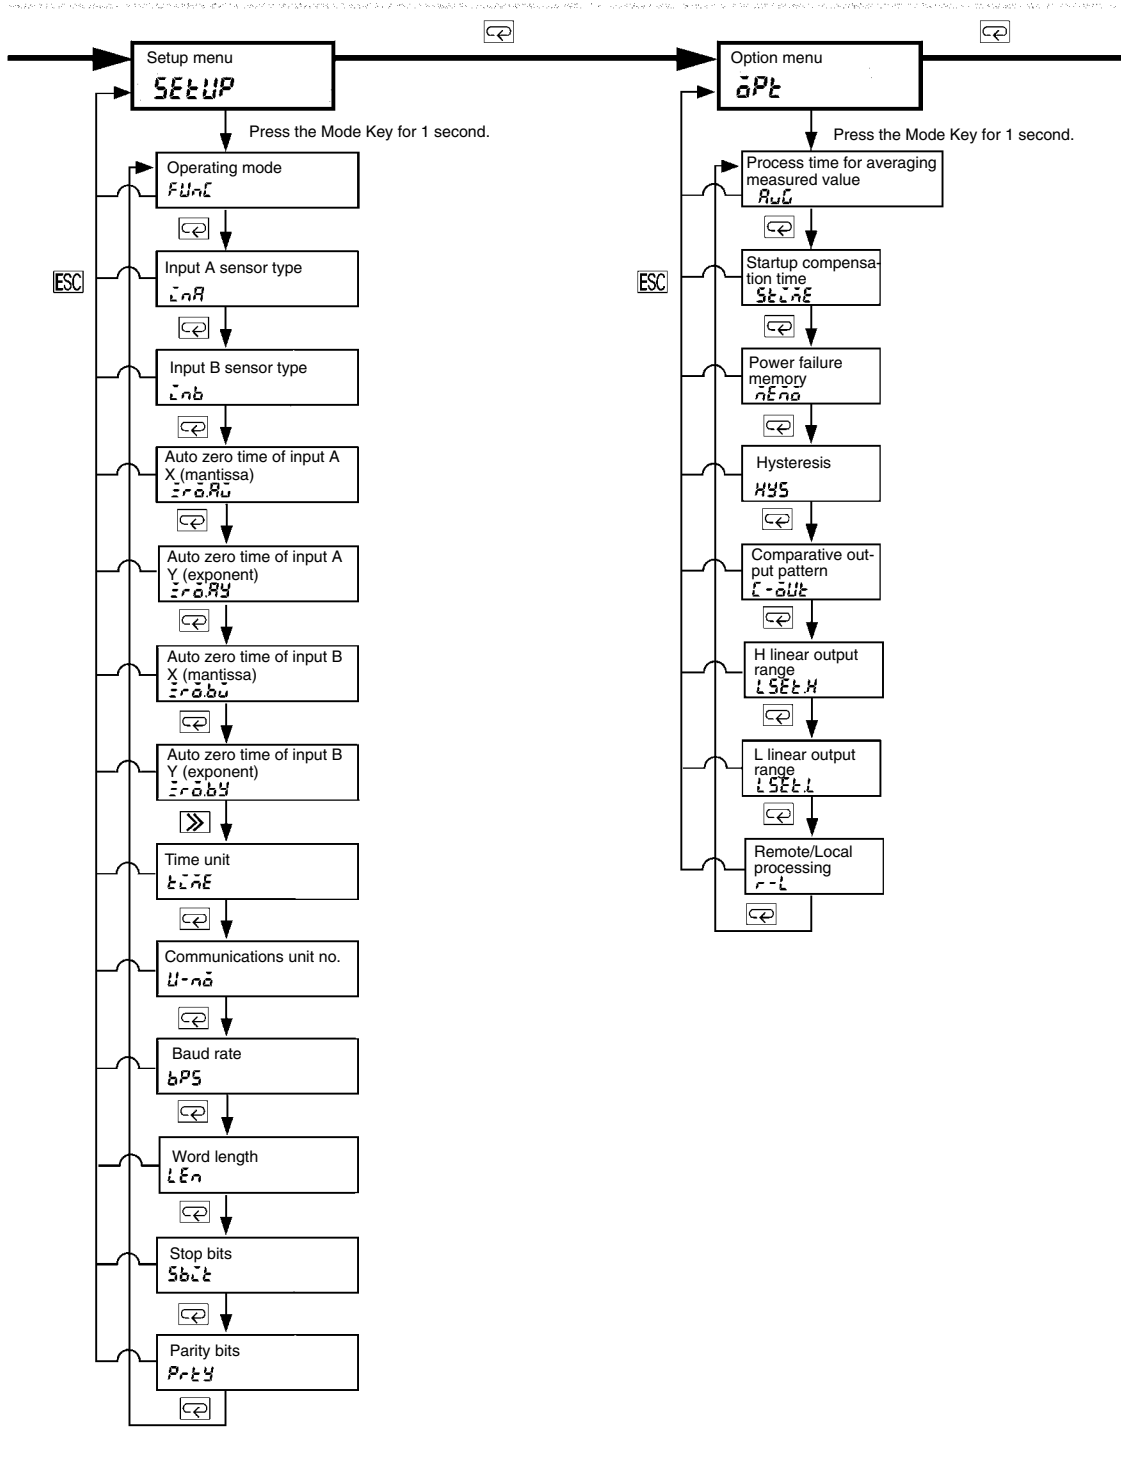 Setup menu
SEtUP
Press the Mode Key for 1 second.
Operating mode
FUnC
ESC
Input A sensor type
inA
Input B sensor type
inb
Auto zero time of input A
X (mantissa)
Auto zero time of input A
Y (exponent)
Auto zero time of input B
X (mantissa)
Auto zero time of input B
Y (exponent)
Time unit
timE
Communications unit no.
U-no
Baud rate
bPS
Word length
LEn
Stop bits
Sbit
Parity bits
PrtY
Option menu
oPt
Press the Mode Key for 1 second.
Process time for averaging
measured value
AvG
ESC
Startup compensa-
tion time
StimE
Power failure
memory
mEmo
Hysteresis
HYS
Comparative out-
put pattern
C-oUt
H linear output
range
LSEt.H
L linear output
range
LSEt.L
Remote/Local
processing
r-L